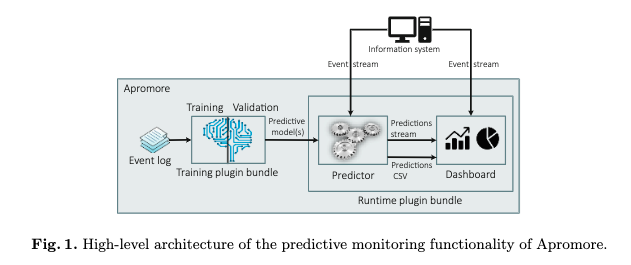 Information system
Event stream
Event stream
Apromore
Training Validation
Event log
Training plugin bundle
Predictive
model(s)
Predictor
Predictions
stream
Predictions
CSV
Dashboard
Runtime plugin bundle
Fig. 1. High-level architecture of the predictive monitoring functionality of Apromore.